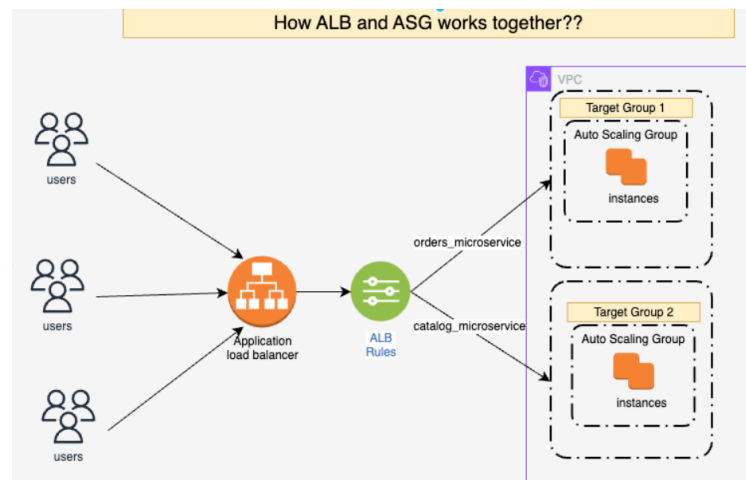 How ALB and ASG works together??
VPC
Target Group 1
Auto Scaling Group
instances
users
orders_microservice
users
Application
load balancer
ALB
Rules
catalog_microservice
Target Group 2
Auto Scaling Group
instances
users